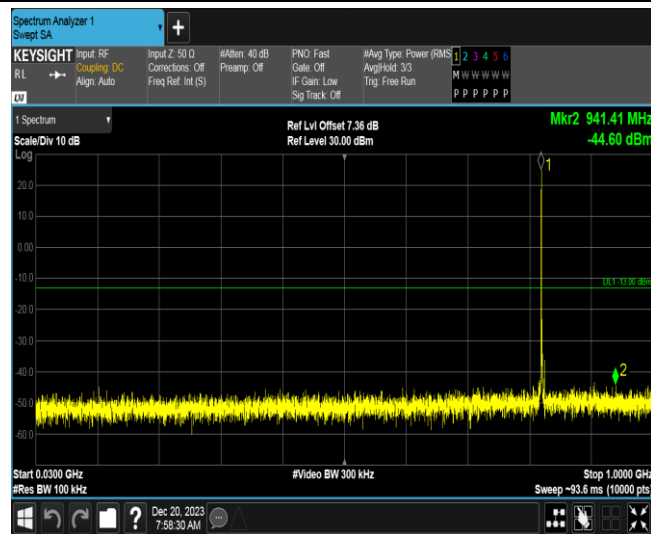 Spectrum Analyzer 1
Swept SA
+
KEYSIGHT
RL
LXI
Input: RF
Coupling: DC
Align: Auto
Input Z: 50 Ω
Corrections: Off
Freq Ref: Int (S)
#Atten: 40 dB
Preamp: Off
PNO: Fast
Gate: Off
IF Gain: Low
Sig Track: Off
#Avg Type: Power (RMS
Avg|Hold: 3/3
Trig: Free Run
1 2 3 4 5 6
M W W W W W
P P P P P P
1 Spectrum
Scale/Div 10 dB
Log
Ref Lvl Offset 7.36 dB
Ref Level 30.00 dBm
Mkr2 941.41 MHz
-44.60 dBm
1
20.0
10.0
0.00
-10.0
DL1 -13.00 dBm
-20.0
-30.0
-40.0
2
-50.0
-60.0
Start 0.0300 GHz
#Res BW 100 kHz
#Video BW 300 kHz
Stop 1.0000 GHz
Sweep ~93.6 ms (10000 pts)
?
Dec 20, 2023
7:58:30 AM